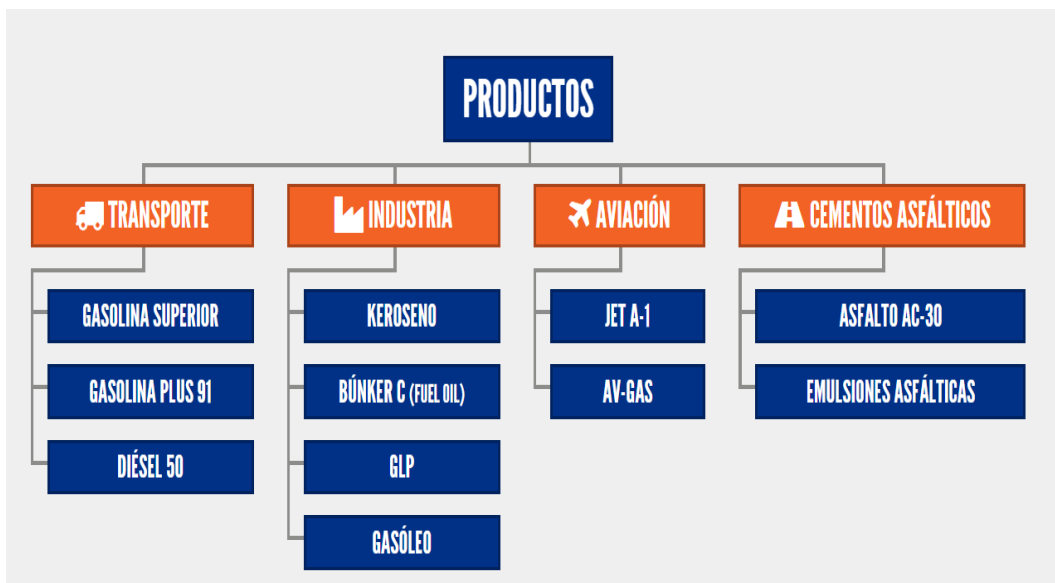 PRODUCTOS
TRANSPORTE
GASOLINA SUPERIOR
GASOLINA PLUS 91
DIÉSEL 50
INDUSTRIA
KEROSENO
BÚNKER C (FUEL OIL)
GLP
GASÓLEO
AVIACIÓN
JET A-1
AV-GAS
CEMENTOS ASFÁLTICOS
ASFALTO AC-30
EMULSIONES ASFÁLTICAS